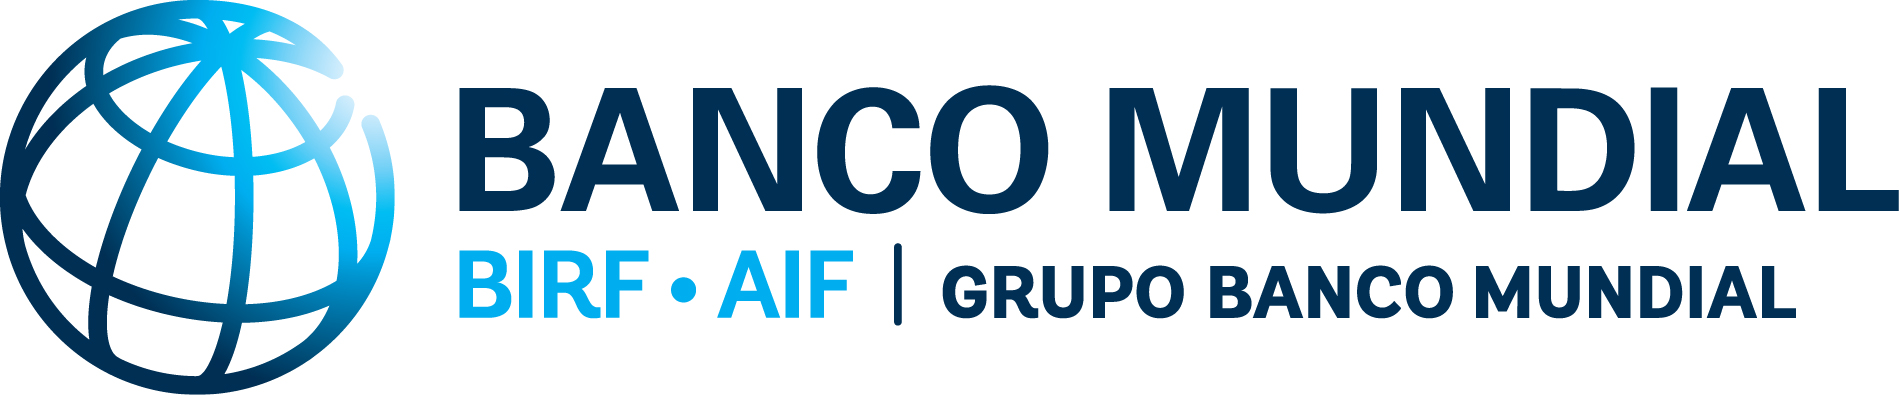 BANCO MUNDIAL
BIRF • AIF | GRUPO BANCO MUNDIAL